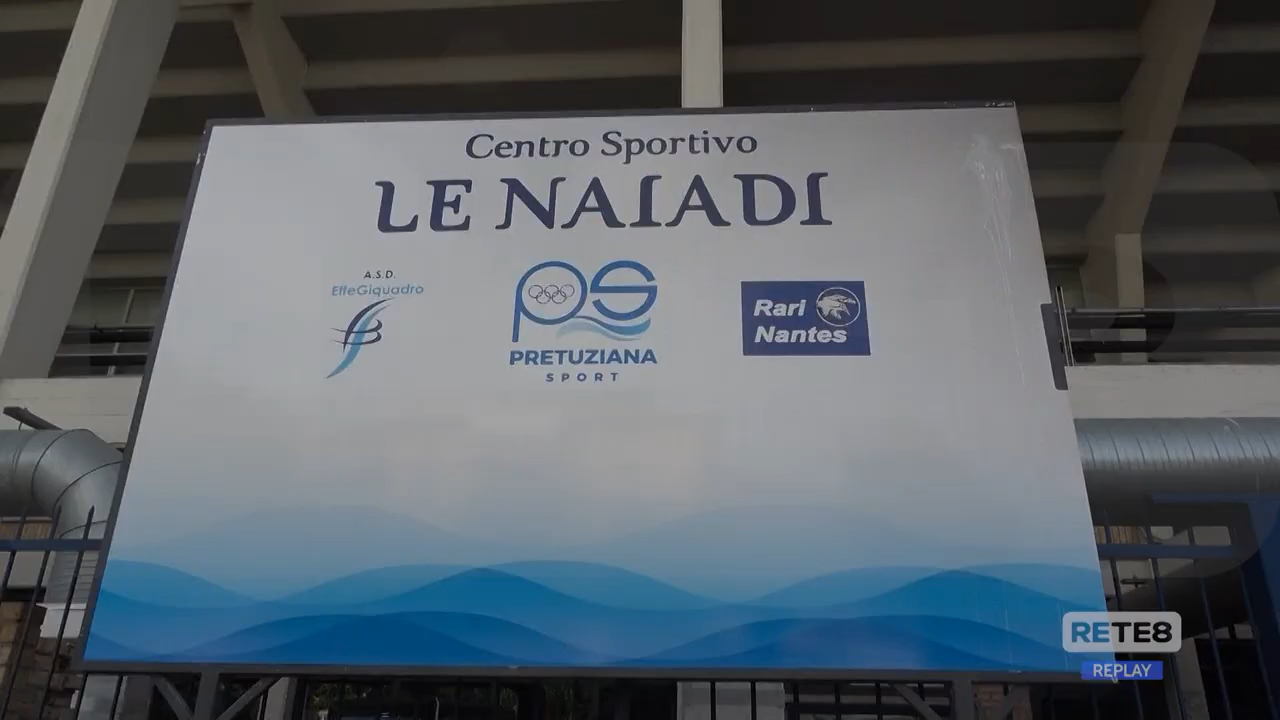 Centro Sportivo
LE NAIADI
A.S.D.
EffeGiquadro
PS
PRETUZIANA
SPORT
Rari
Nantes
RETE8
REPLAY